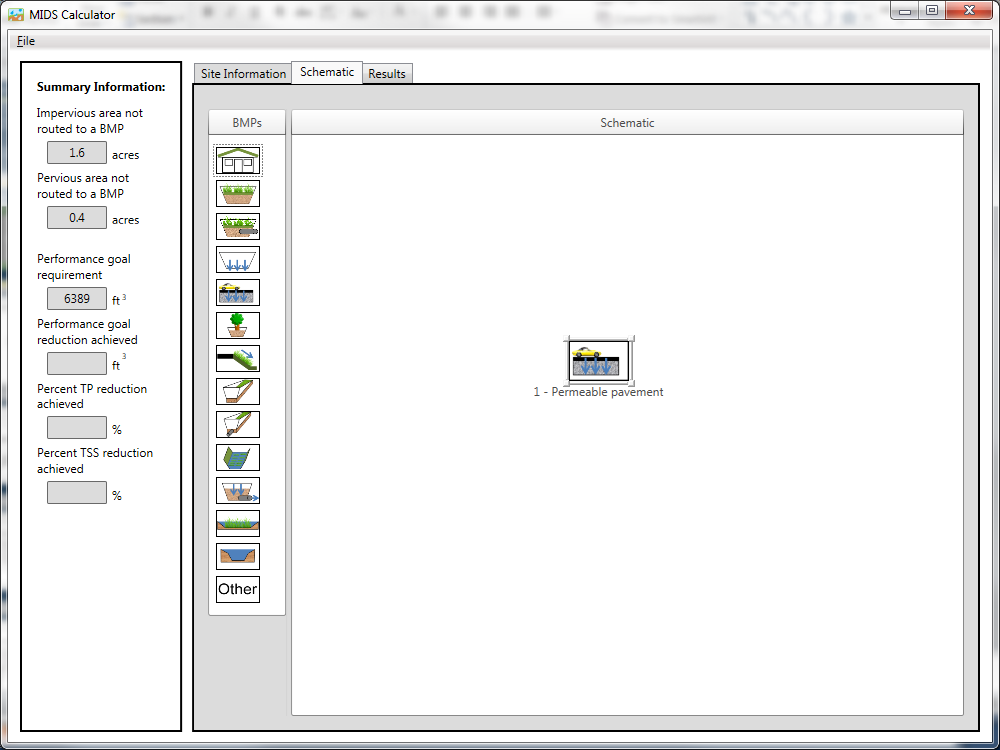 MIDS Calculator
File
Summary Information:
Impervious area not
routed to a BMP
1.6 acres
Pervious area not
routed to a BMP
0.4 acres
Performance goal
requirement
6389 ft 3
Performance goal
reduction achieved
ft 3
Percent TP reduction
achieved
%
Percent TSS reduction
achieved
%
Site Information Schematic Results
BMPs
Other
Schematic
1 - Permeable pavement